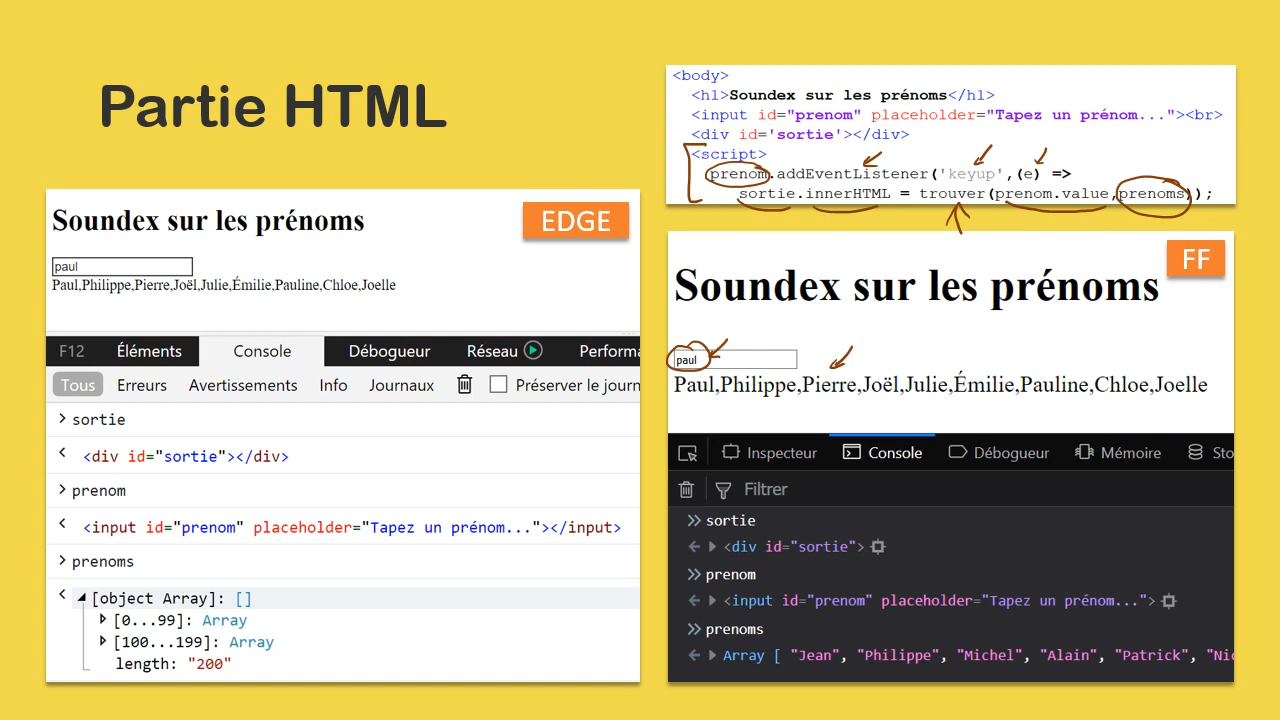 Partie HTML
<body>
<h1>Soundex sur les prénoms</h1>
<input id="prenom" placeholder="Tapez un prénom..."><br>
<div id='sortie'></div>
<script>
prenom.addEventListener('keyup',(e) =>
sortie.innerHTML = trouver(prenom.value,prenoms));
Soundex sur les prénoms
EDGE
paul
Paul,Philippe,Pierre,Joël,Julie,Émilie,Pauline,Chloe,Joelle
F12 Éléments Console Débogueur Réseau Performa
Tous Erreurs Avertissements Info Journaux Préserver le journ
> sortie
< <div id="sortie"></div>
> prenom
< <input id="prenom" placeholder="Tapez un prénom..."></input>
> prenoms
< [object Array]: []
[0...99]: Array
[100...199]: Array
length: "200"
FF
Soundex sur les prénoms
paul
Paul,Philippe,Pierre,Joël,Julie,Émilie,Pauline,Chloe,Joelle
Inspecteur Console Débogueur Mémoire Sto
Filtrer
sortie
<div id="sortie">
prenom
<input id="prenom" placeholder="Tapez un prénom...">
prenoms
Array [ "Jean", "Philippe", "Michel", "Alain", "Patrick", "Nic